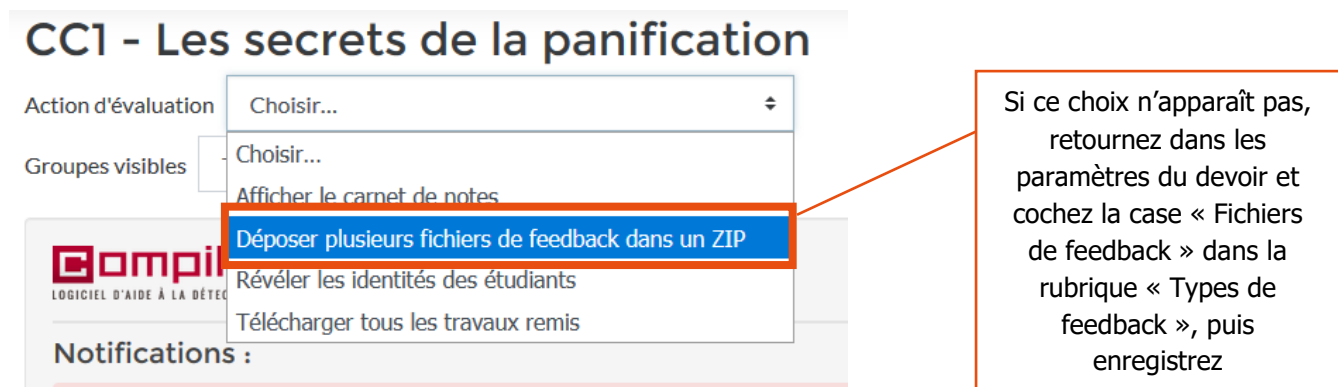 CC1 - Les secrets de la panification
Action d'évaluation
Choisir...
Groupes visibles
Choisir...
Afficher le carnet de notes
Déposer plusieurs fichiers de feedback dans un ZIP
Révéler les identités des étudiants
Télécharger tous les travaux remis
Compil
LOGICIEL D'AIDE À LA DÉTEC
Notifications :
Si ce choix n'apparaît pas,
retournez dans les
paramètres du devoir et
cochez la case « Fichiers
de feedback » dans la
rubrique « Types de
feedback », puis
enregistrez